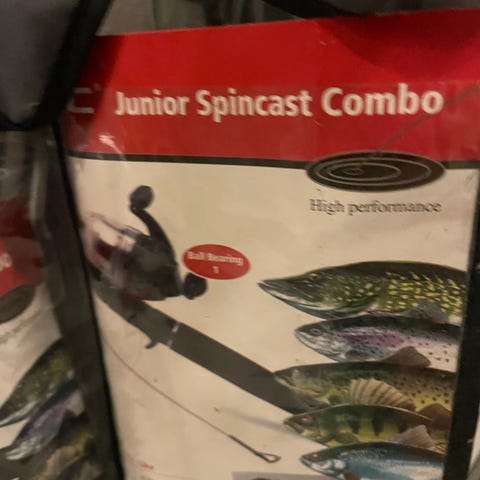 Junior Spincast Combo
High performance
Ball Bearing
1